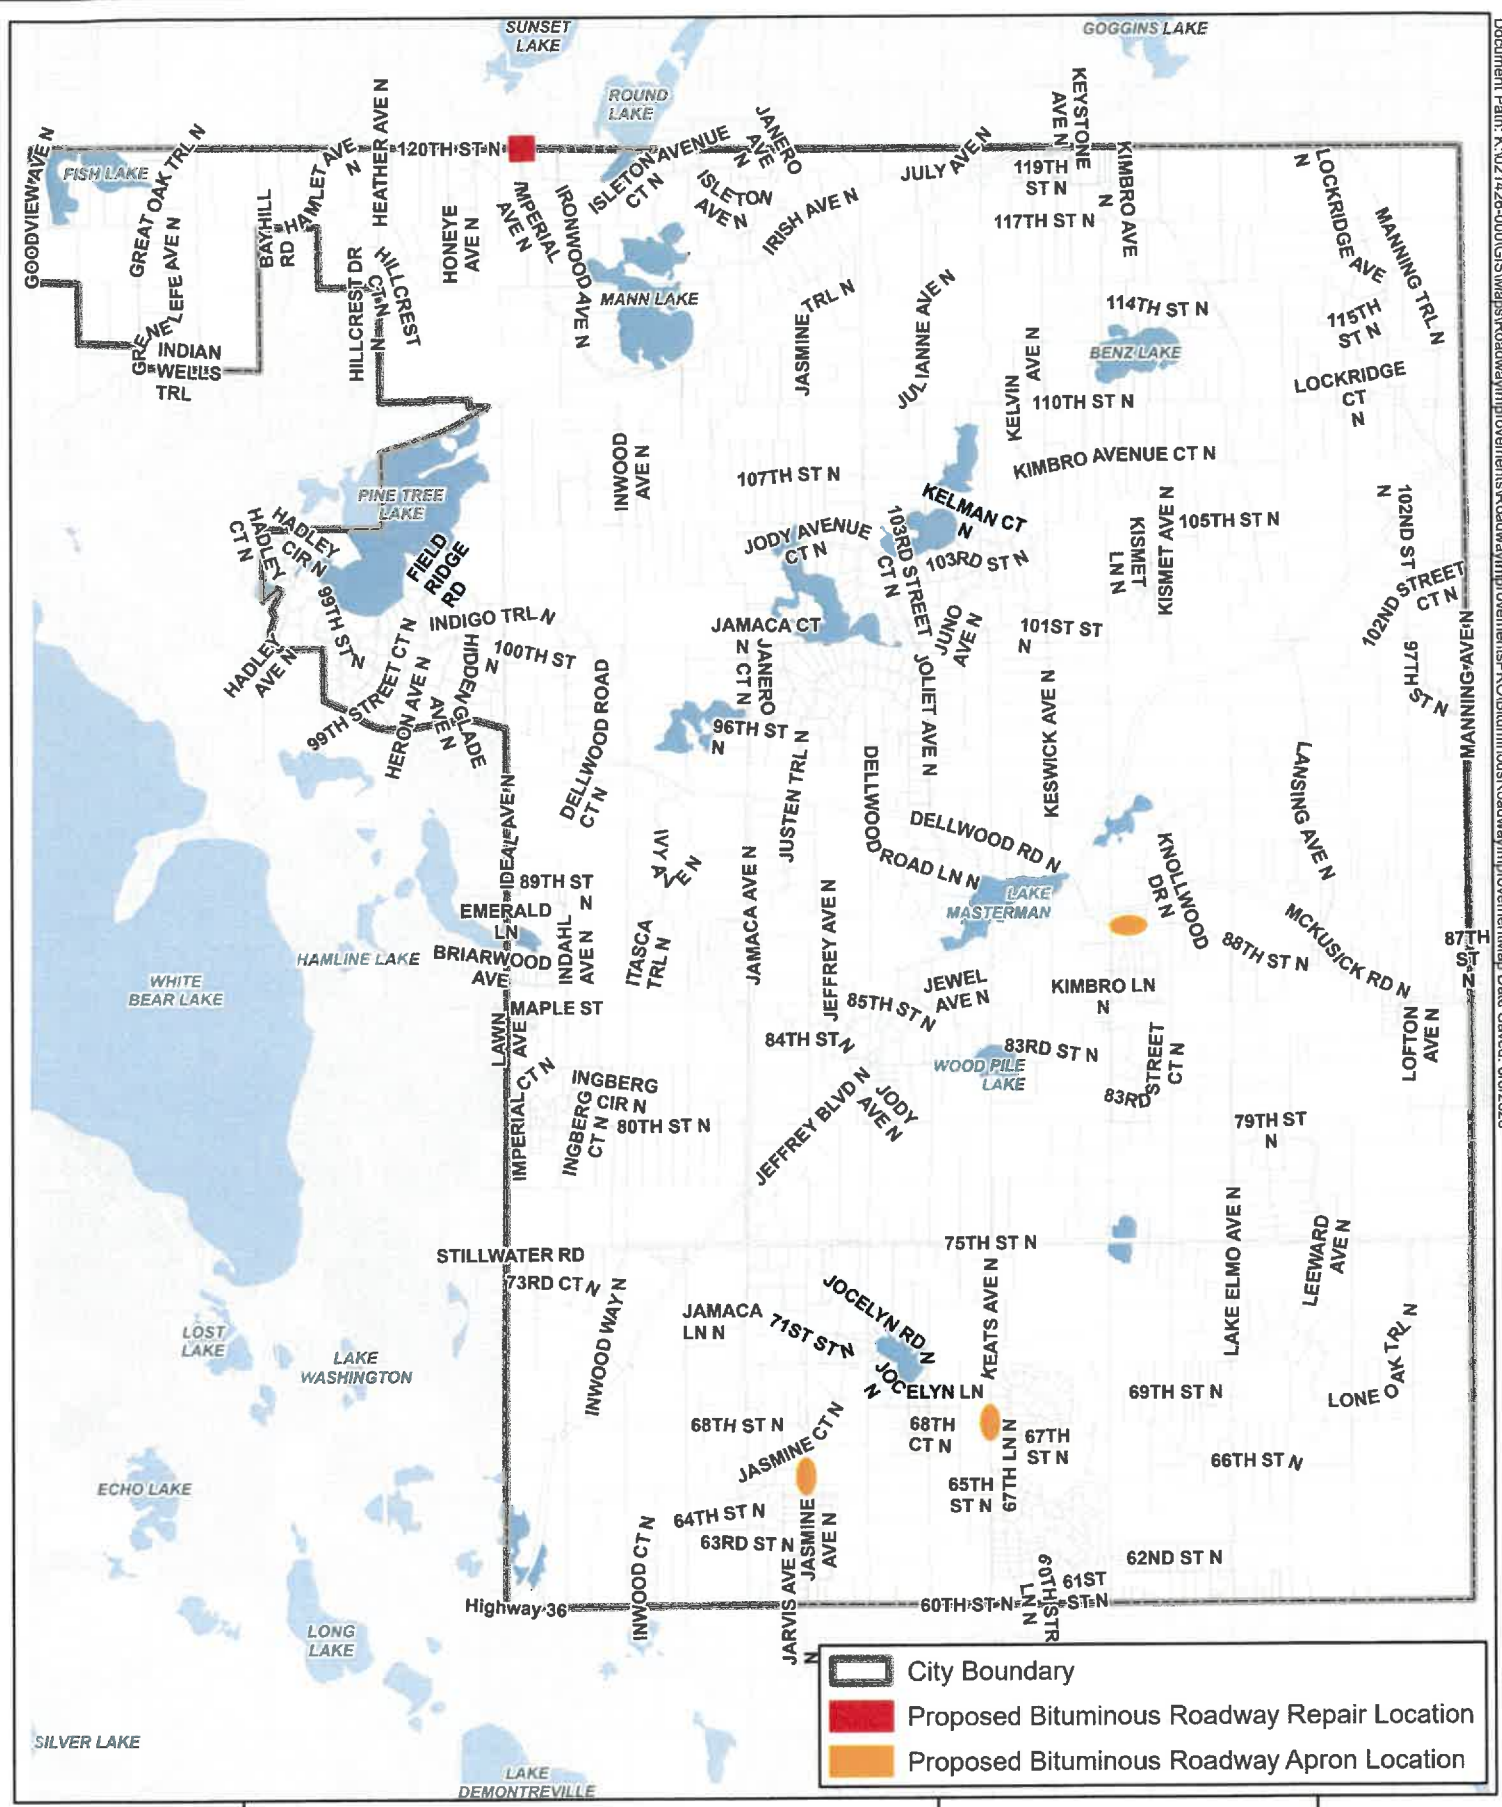 SUNSET
LAKE
GOGGINS LAKE
ROUND
LAKE
GOODVIEW AVE N
FISH LAKE
GREAT OAK TRL N
LEFE AVE N
GRENE
INDIAN
WELLS
TRL
BAY HILL
RD
HAMLET AVE
N
HEATHER AVE N
120TH ST N
HILLCREST DR
N
HILLCREST
CT N
HONEYE
AVE N
IMPERIAL
AVE N
IRONWOOD AVE N
ISLETON AVENUE
CT N
N
JANERO
AVE
ISLETON
AVE N
IRISH AVE N
JULY AVE N
KEYSTONE
AVE N
119TH
ST N
117TH ST N
KIMBRO AVE
N
LOCKRIDGE AVE
N
MANNING TRL N
MANN LAKE
JASMINE TRL N
JULIANNE AVE N
114TH ST N
BENZ LAKE
115TH
ST N
LOCKRIDGE
CT
N
KELVIN
AVE N
110TH ST N
KIMBRO AVENUE CT N
INWOOD
AVE N
107TH ST N
PINE TREE
LAKE
HADLEY
CT N
HADLEY
CIR N
FIELD
RIDGE
RD
KELMAN CT
N
JODY AVENUE
CT N
103RD STREET
CT N
103RD ST N
KISMET
LN N
KISMET AVE N
105TH ST N
102ND ST
N
102ND STREET
CT N
97TH ST N
MANNING AVE N
99TH ST N
INDIGO TRL N
100TH ST
N
HADLEY
AVE N
99TH STREET CT N
HERON AVE N
HIDDEN GLADE
AVE N
DELLWOOD ROAD
CT N
JAMACA CT
N
JANERO
CT N
96TH ST
N
JUNO
AVE N
101ST ST
N
JOLIET AVE N
KESWICK AVE N
JUSTEN TRL N
DELLWOOD
ROAD LN N
DELLWOOD RD N
LANSING AVE N
IDEAL AVE N
IVY AVE N
JAMACA AVE N
JEFFREY AVE N
LAKE
MASTERMAN
KNOLLWOOD
DR N
88TH ST N
MCKUSICK RD N
87TH
ST
N
89TH ST
N
EMERALD
LN
BRIARWOOD
AVE
INDAHL
AVE N
ITASCA
TRL N
HAMLINE LAKE
WHITE
BEAR LAKE
MAPLE ST
LAWN
AVE
JEWEL
AVE N
85TH ST N
84TH ST N
KIMBRO LN
N
WOOD PILE
LAKE
83RD ST N
83RD STREET
CT N
LOFTON
AVE N
IMPERIAL CT N
INGBERG
CIR N
INGBERG
CT N
80TH ST N
JEFFREY BLVD N
JODY
AVE N
79TH ST
N
STILLWATER RD
73RD CT N
75TH ST N
LAKE ELMO AVE N
LEEWARD
AVE N
INWOOD WAY N
JAMACA
LN N
71ST ST N
JOCELYN RD N
JOCELYN LN
N
KEATS AVE N
LOST
LAKE
LAKE
WASHINGTON
69TH ST N
LONE OAK TRL N
68TH ST N
JASMINE CT N
68TH
CT N
67TH LN N
67TH
ST N
66TH ST N
65TH
ST N
ECHO LAKE
64TH ST N
63RD ST N
JASMINE
AVE N
INWOOD CT N
62ND ST N
61ST
ST N
Highway 36
JARVIS AVE
N
60TH ST N
60TH STR
LN N
LONG
LAKE
SILVER LAKE
LAKE
DEMONTREVILLE
City Boundary
Proposed Bituminous Roadway Repair Location
Proposed Bituminous Roadway Apron Location